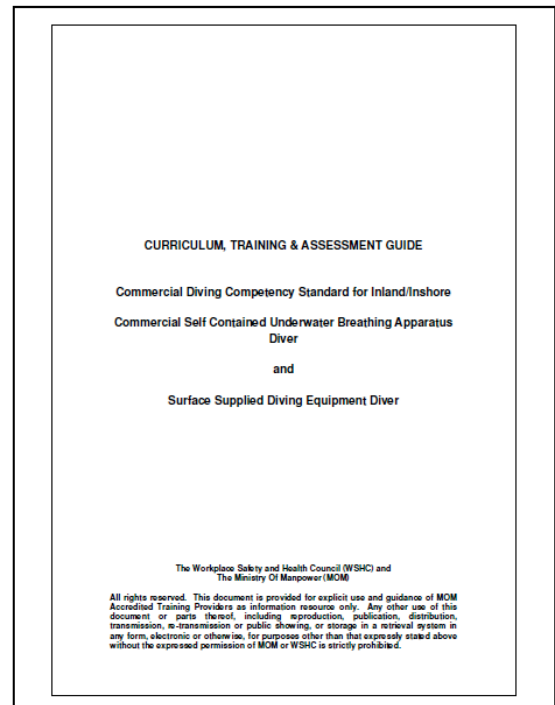 CURRICULUM, TRAINING & ASSESSMENT GUIDE
Commercial Diving Competency Standard for Inland/Inshore
Commercial Self Contained Underwater Breathing Apparatus
Diver
and
Surface Supplied Diving Equipment Diver
The Workplace Safety and Health Council (WSHC) and
The Ministry Of Manpower (MOM)
All rights reserved. This document is provided for explicit use and guidance of MOM
Accredited Training Providers as information resource only. Any other use of this
document or parts thereof, including reproduction, publication, distribution,
transmission, re-transmission or public showing, or storage in a retrieval system in
any form, electronic or otherwise, for purposes other than that expressly stated above
without the expressed permission of MOM or WSHC is strictly prohibited.